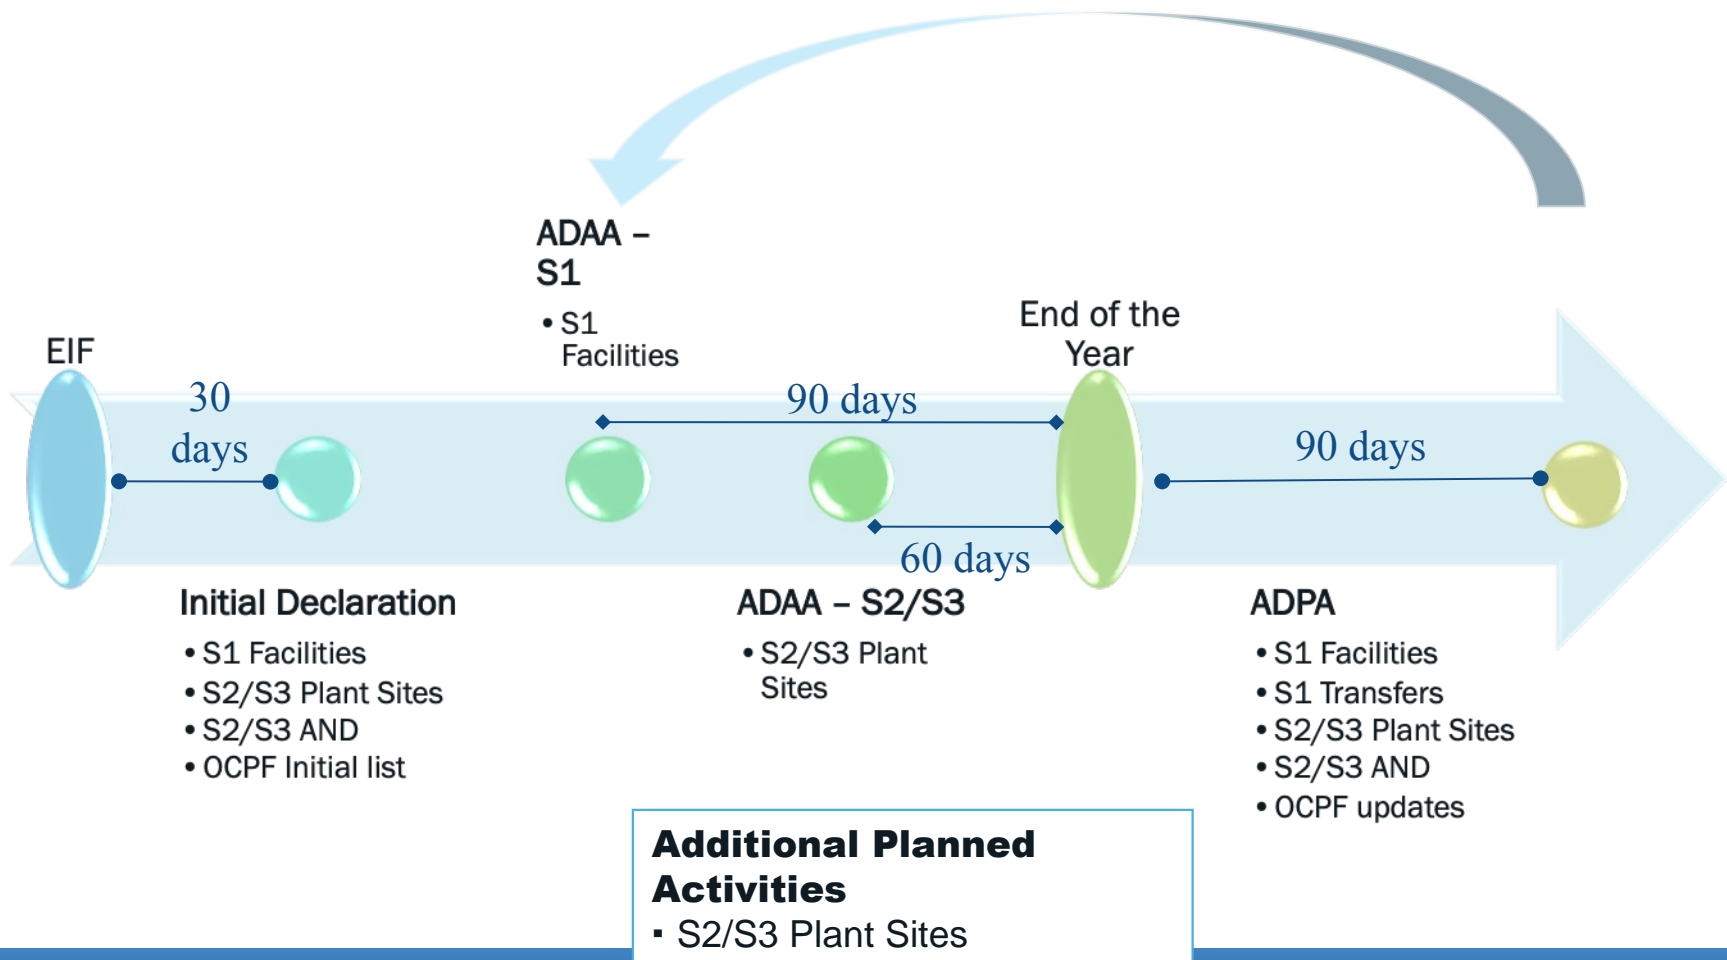 ADAA –
S1
• S1
Facilities
EIF
End of the
Year
30
days
90 days
90 days
60 days
Initial Declaration
• S1 Facilities
• S2/S3 Plant Sites
• S2/S3 AND
• OCPF Initial list
ADAA – S2/S3
• S2/S3 Plant
Sites
ADPA
• S1 Facilities
• S1 Transfers
• S2/S3 Plant Sites
• S2/S3 AND
• OCPF updates
Additional Planned
Activities
▪ S2/S3 Plant Sites